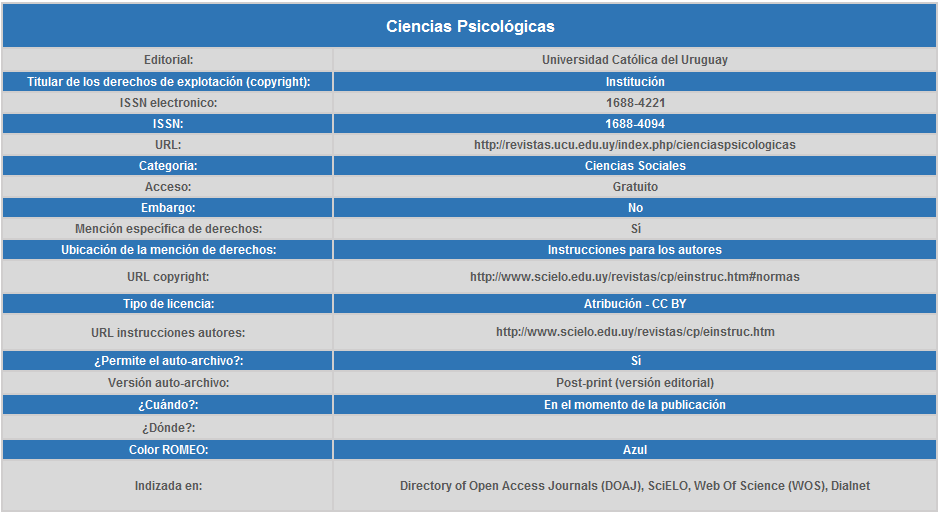 Ciencias Psicológicas
Editorial: Universidad Católica del Uruguay
Titular de los derechos de explotación (copyright): Institución
ISSN electronico: 1688-4221
ISSN: 1688-4094
URL: http://revistas.ucu.edu.uy/index.php/cienciaspsicologicas
Categoria: Ciencias Sociales
Acceso: Gratuito
Embargo: No
Mención específica de derechos: Sí
Ubicación de la mención de derechos: Instrucciones para los autores
URL copyright: http://www.scielo.edu.uy/revistas/cp/einstruc.htm#normas
Tipo de licencia: Atribución - CC BY
URL instrucciones autores: http://www.scielo.edu.uy/revistas/cp/einstruc.htm
¿Permite el auto-archivo?: Sí
Versión auto-archivo: Post-print (versión editorial)
¿Cuándo?: En el momento de la publicación
¿Dónde?:
Color ROMEO: Azul
Indizada en: Directory of Open Access Journals (DOAJ), SciELO, Web Of Science (WOS), Dialnet